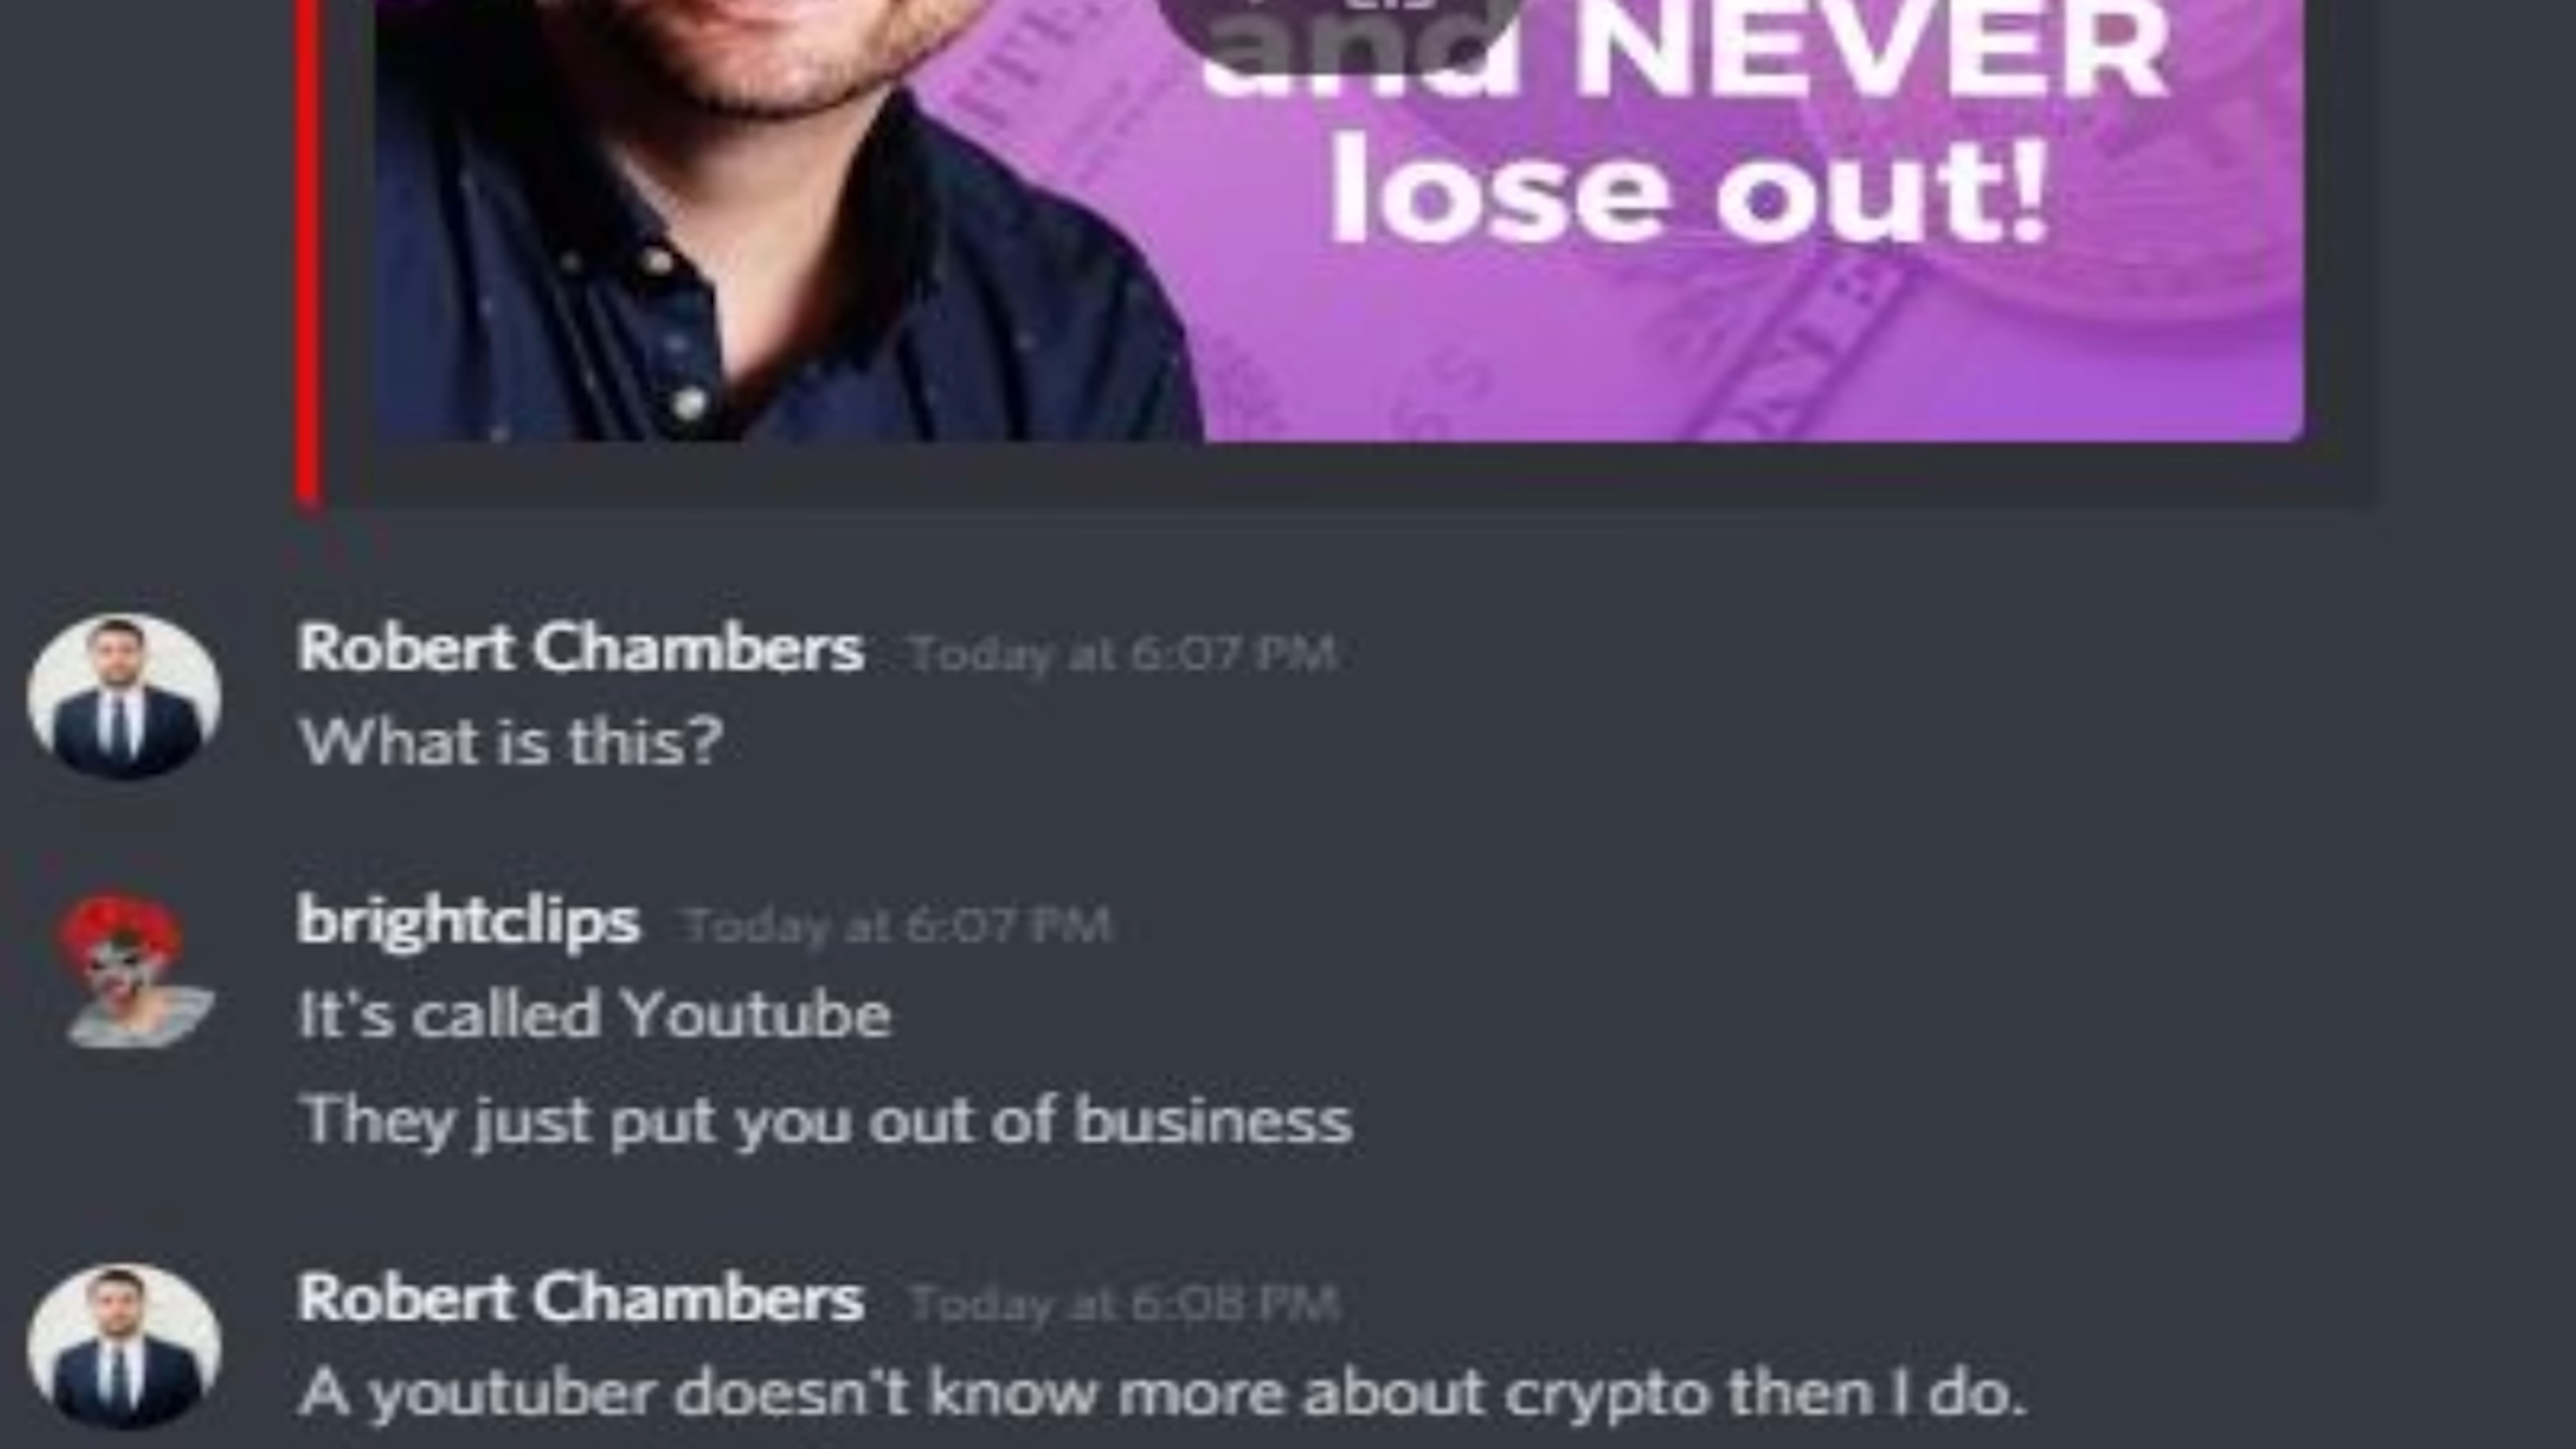 and NEVER
lose out!
Robert Chambers Today at 6:07 PM
What is this?
brightclips Today at 6:07 PM
It's called Youtube
They just put you out of business
Robert Chambers Today at 6:08 PM
A youtuber doesn't know more about crypto then I do.